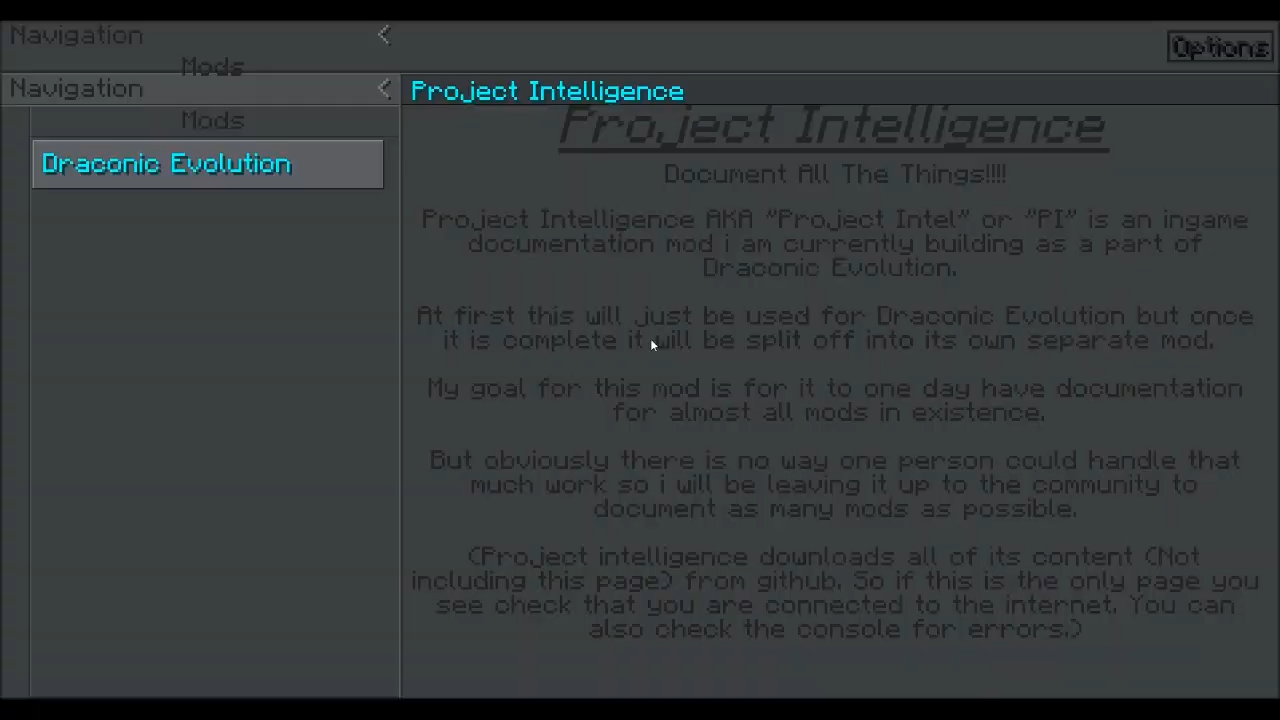 Navigation <
Options
Mods
Navigation <
Project Intelligence
Project Intelligence
Mods
Draconic Evolution
Document All The Things!!!!
Project Intelligence AKA "Project Intel" or "PI" is an ingame
documentation mod i am currently building as a part of
Draconic Evolution.
At first this will just be used for Draconic Evolution but once
it is complete it will be split off into its own separate mod.
My goal for this mod is for it to one day have documentation
for almost all mods in existence.
But obviously there is no way one person could handle that
much work so i will be leaving it up to the community to
document as many mods as possible.
(Project intelligence downloads all of its content (Not
including this page) from github. So if this is the only page you
see check that you are connected to the internet. You can
also check the console for errors.)